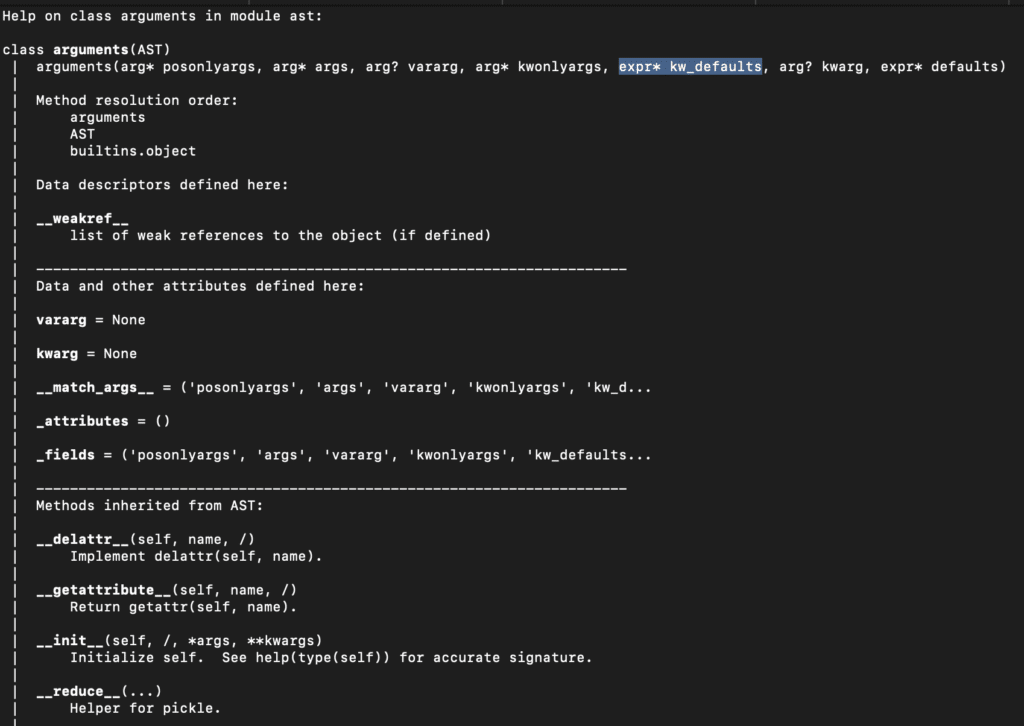 Help on class arguments in module ast:
class arguments(AST)
 |  arguments(arg* posonlyargs, arg* args, arg? vararg, arg* kwonlyargs, expr* kw_defaults, arg? kwarg, expr* defaults)
 |
 |  Method resolution order:
 |      arguments
 |      AST
 |      builtins.object
 |
 |  Data descriptors defined here:
 |
 |  __weakref__
 |      list of weak references to the object (if defined)
 |
 |  ----------------------------------------------------------------------
 |  Data and other attributes defined here:
 |
 |  vararg = None
 |
 |  kwarg = None
 |
 |  __match_args__ = ('posonlyargs', 'args', 'vararg', 'kwonlyargs', 'kw_d...
 |
 |  _attributes = ()
 |
 |  _fields = ('posonlyargs', 'args', 'vararg', 'kwonlyargs', 'kw_defaults...
 |
 |  ----------------------------------------------------------------------
 |  Methods inherited from AST:
 |
 |  __delattr__(self, name, /)
 |      Implement delattr(self, name).
 |
 |  __getattribute__(self, name, /)
 |      Return getattr(self, name).
 |
 |  __init__(self, /, *args, **kwargs)
 |      Initialize self.  See help(type(self)) for accurate signature.
 |
 |  __reduce__(...)
 |      Helper for pickle.
 |